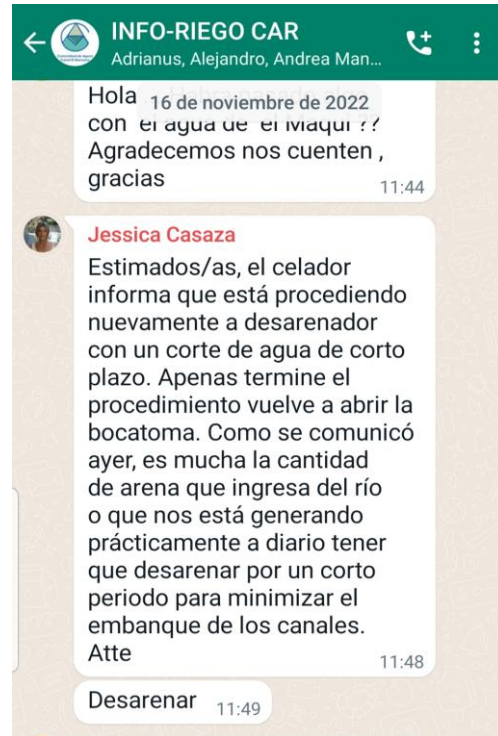 INFO-RIEGO CAR
Adrianus, Alejandro, Andrea Man...
16 de noviembre de 2022
Hola
con el agua de el Maqui ??
Agradecemos nos cuenten ,
gracias
11:44
Jessica Casaza
Estimados/as, el celador
informa que está procediendo
nuevamente a desarenador
con un corte de agua de corto
plazo. Apenas termine el
procedimiento vuelve a abrir la
bocatoma. Como se comunicó
ayer, es mucha la cantidad
de arena que ingresa del río
o que nos está generando
prácticamente a diario tener
que desarenar por un corto
periodo para minimizar el
embanque de los canales.
Atte
11:48
Desarenar 11:49